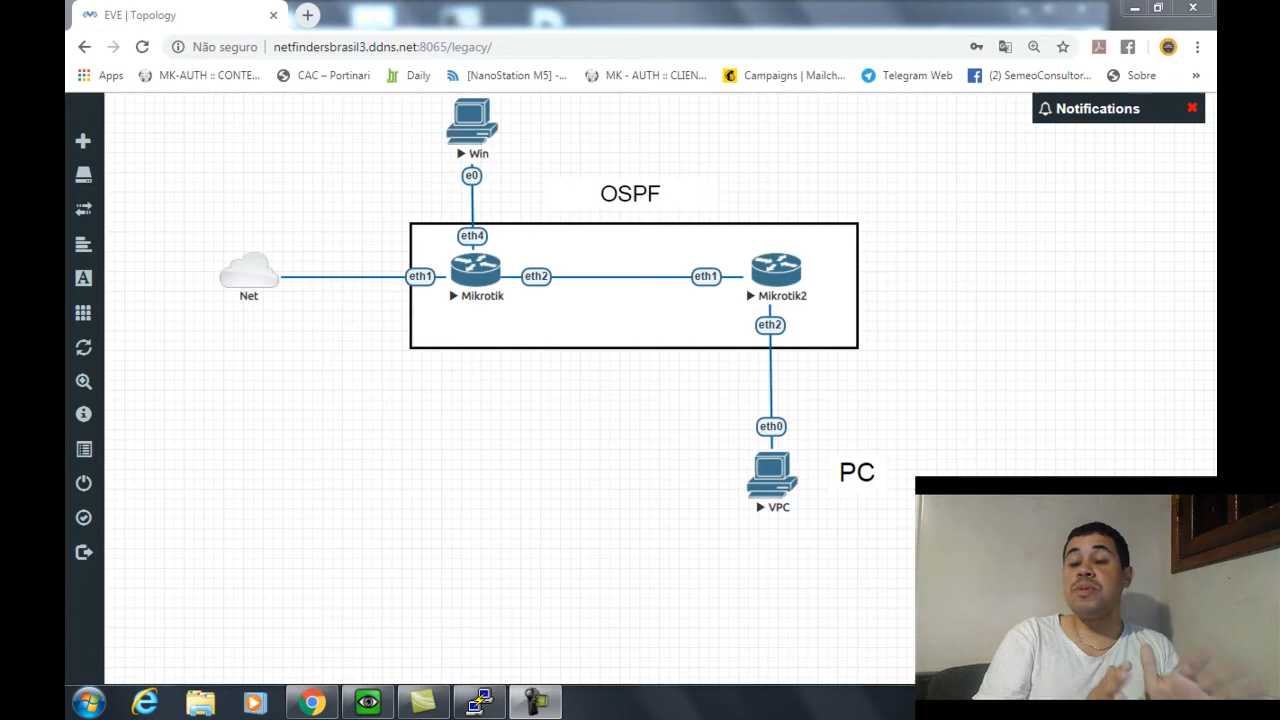 EVE | Topology
Não seguro
netfindersbrasil3.ddns.net:8065/legacy/
Apps
MK-AUTH :: CONTE...
CAC – Portinari
Daily
[NanoStation M5] -...
MK - AUTH :: CLIEN...
Campaigns | Mailch...
Telegram Web
(2) SemeoConsultor...
Sobre
»
Notifications
Win
e0
OSPF
eth4
eth1
eth2
eth1
Net
Mikrotik
Mikrotik2
eth2
eth0
PC
VPC